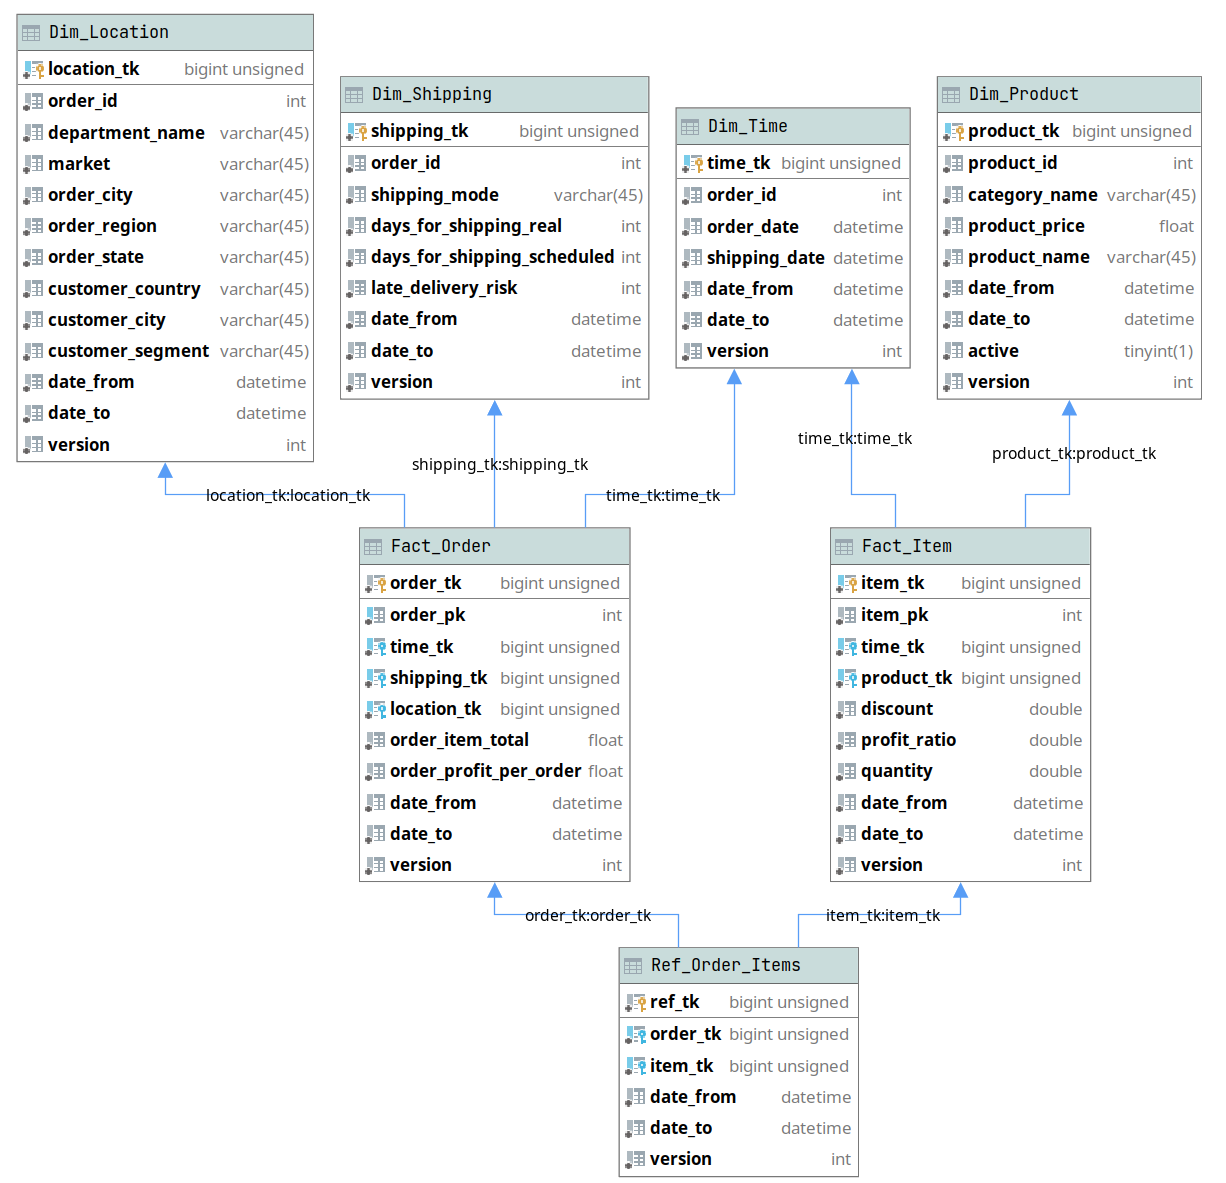 Dim_Location
location_tk bigint unsigned
order_id int
department_name varchar(45)
market varchar(45)
order_city varchar(45)
order_region varchar(45)
order_state varchar(45)
customer_country varchar(45)
customer_city varchar(45)
customer_segment varchar(45)
date_from datetime
date_to datetime
version int
Dim_Shipping
shipping_tk bigint unsigned
order_id int
shipping_mode varchar(45)
days_for_shipping_real int
days_for_shipping_scheduled int
late_delivery_risk int
date_from datetime
date_to datetime
version int
Dim_Time
time_tk bigint unsigned
order_id int
order_date datetime
shipping_date datetime
date_from datetime
date_to datetime
version int
Dim_Product
product_tk bigint unsigned
product_id int
category_name varchar(45)
product_price float
product_name varchar(45)
date_from datetime
date_to datetime
active tinyint(1)
version int
location_tk:location_tk
shipping_tk:shipping_tk
time_tk:time_tk
time_tk:time_tk
product_tk:product_tk
Fact_Order
order_tk bigint unsigned
order_pk int
time_tk bigint unsigned
shipping_tk bigint unsigned
location_tk bigint unsigned
order_item_total float
order_profit_per_order float
date_from datetime
date_to datetime
version int
Fact_Item
item_tk bigint unsigned
item_pk int
time_tk bigint unsigned
product_tk bigint unsigned
discount double
profit_ratio double
quantity double
date_from datetime
date_to datetime
version int
order_tk:order_tk
item_tk:item_tk
Ref_Order_Items
ref_tk bigint unsigned
order_tk bigint unsigned
item_tk bigint unsigned
date_from datetime
date_to datetime
version int